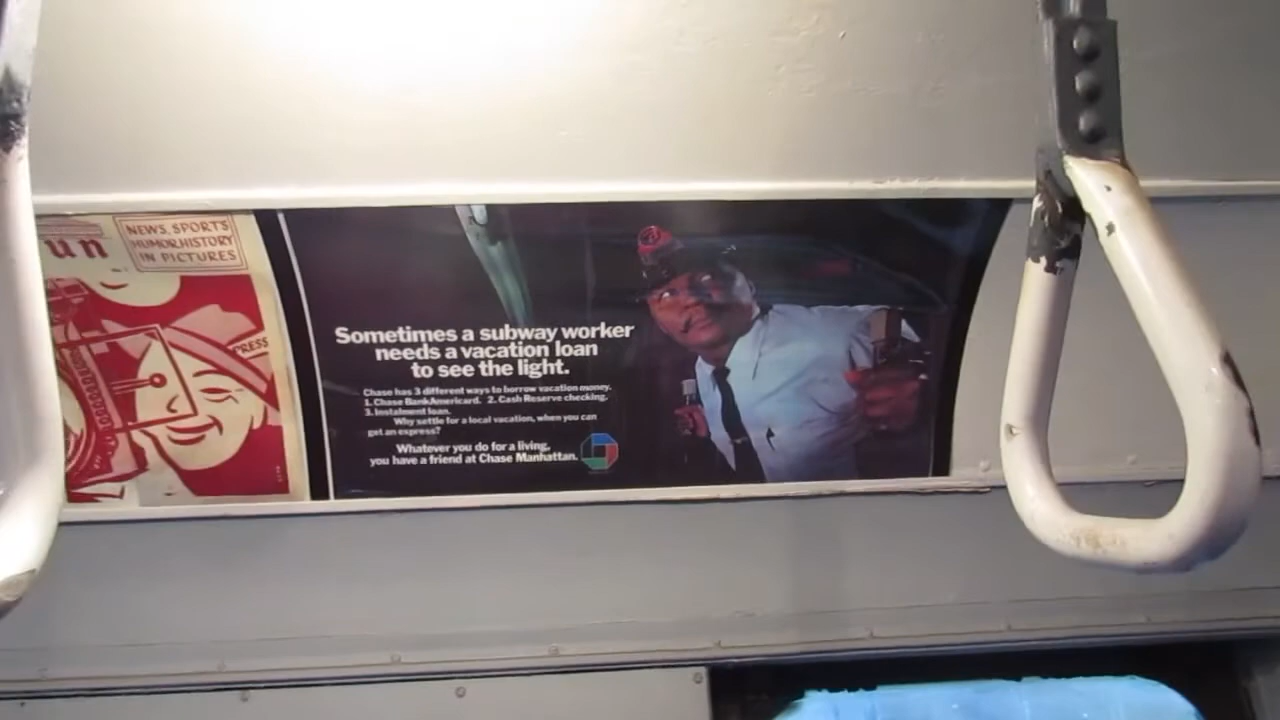 un
NEWS, SPORTS
HUMOR, HISTORY
IN PICTURES
PRESS
Sometimes a subway worker
needs a vacation loan
to see the light.
Chase has 3 different ways to borrow vacation money.
1. Chase BankAmericard. 2. Cash Reserve checking.
3. Instalment loan.
Why settle for a local vacation, when you can
get an express?
Whatever you do for a living,
you have a friend at Chase Manhattan.